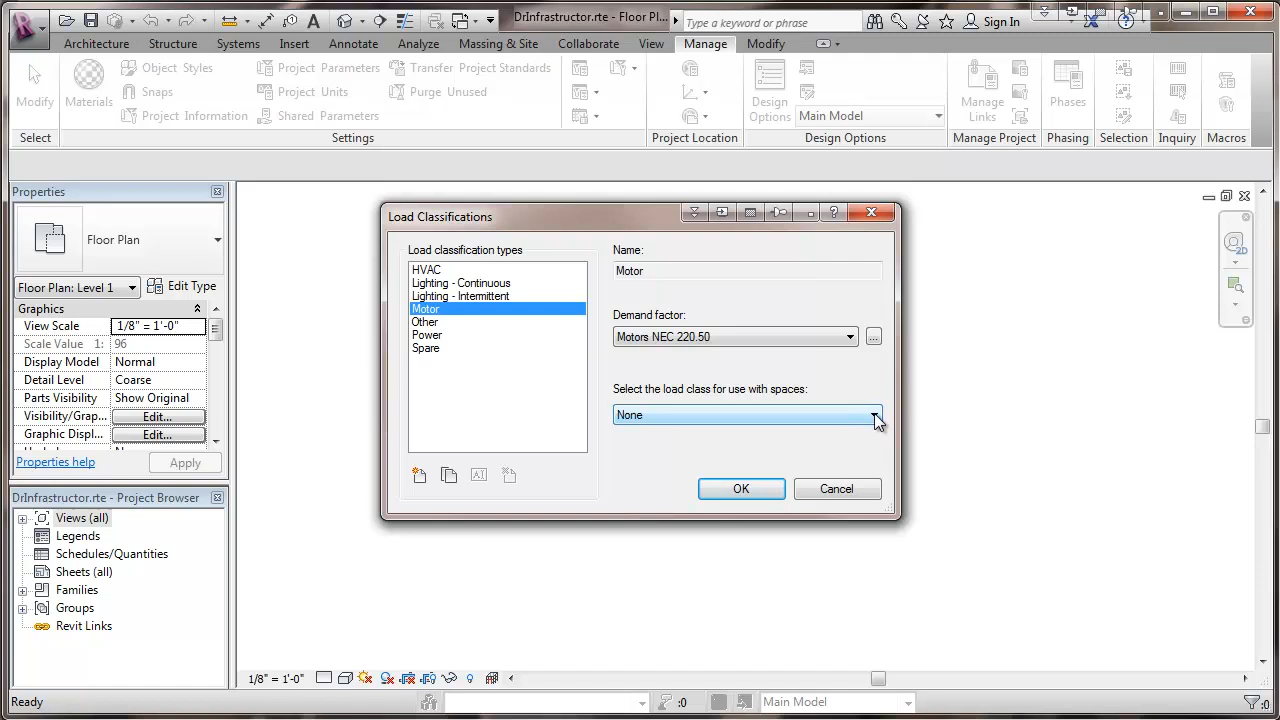 DrInfrastructor.rte - Floor Pl...
Type a keyword or phrase
Sign In
Architecture
Structure
Systems
Insert
Annotate
Analyze
Massing & Site
Collaborate
View
Manage
Modify
Modify
Materials
Object Styles
Snaps
Project Information
Project Parameters
Project Units
Shared Parameters
Transfer Project Standards
Purge Unused
Design
Options
Main Model
Manage
Links
Phases
Select
Settings
Project Location
Design Options
Manage Project
Phasing
Selection
Inquiry
Macros
Properties
Floor Plan
Floor Plan: Level 1
Edit Type
Graphics
View Scale 1/8" = 1'-0"
Scale Value 1: 96
Display Model Normal
Detail Level Coarse
Parts Visibility Show Original
Visibility/Grap... Edit...
Graphic Displ... Edit...
Properties help
Apply
DrInfrastructor.rte - Project Browser
Views (all)
Legends
Schedules/Quantities
Sheets (all)
Families
Groups
Revit Links
Load Classifications
Load classification types
HVAC
Lighting - Continuous
Lighting - Intermittent
Motor
Other
Power
Spare
Name:
Motor
Demand factor:
Motors NEC 220.50
...
Select the load class for use with spaces:
None
OK
Cancel
2D
1/8" = 1'-0"
Ready
:0
Main Model
:0